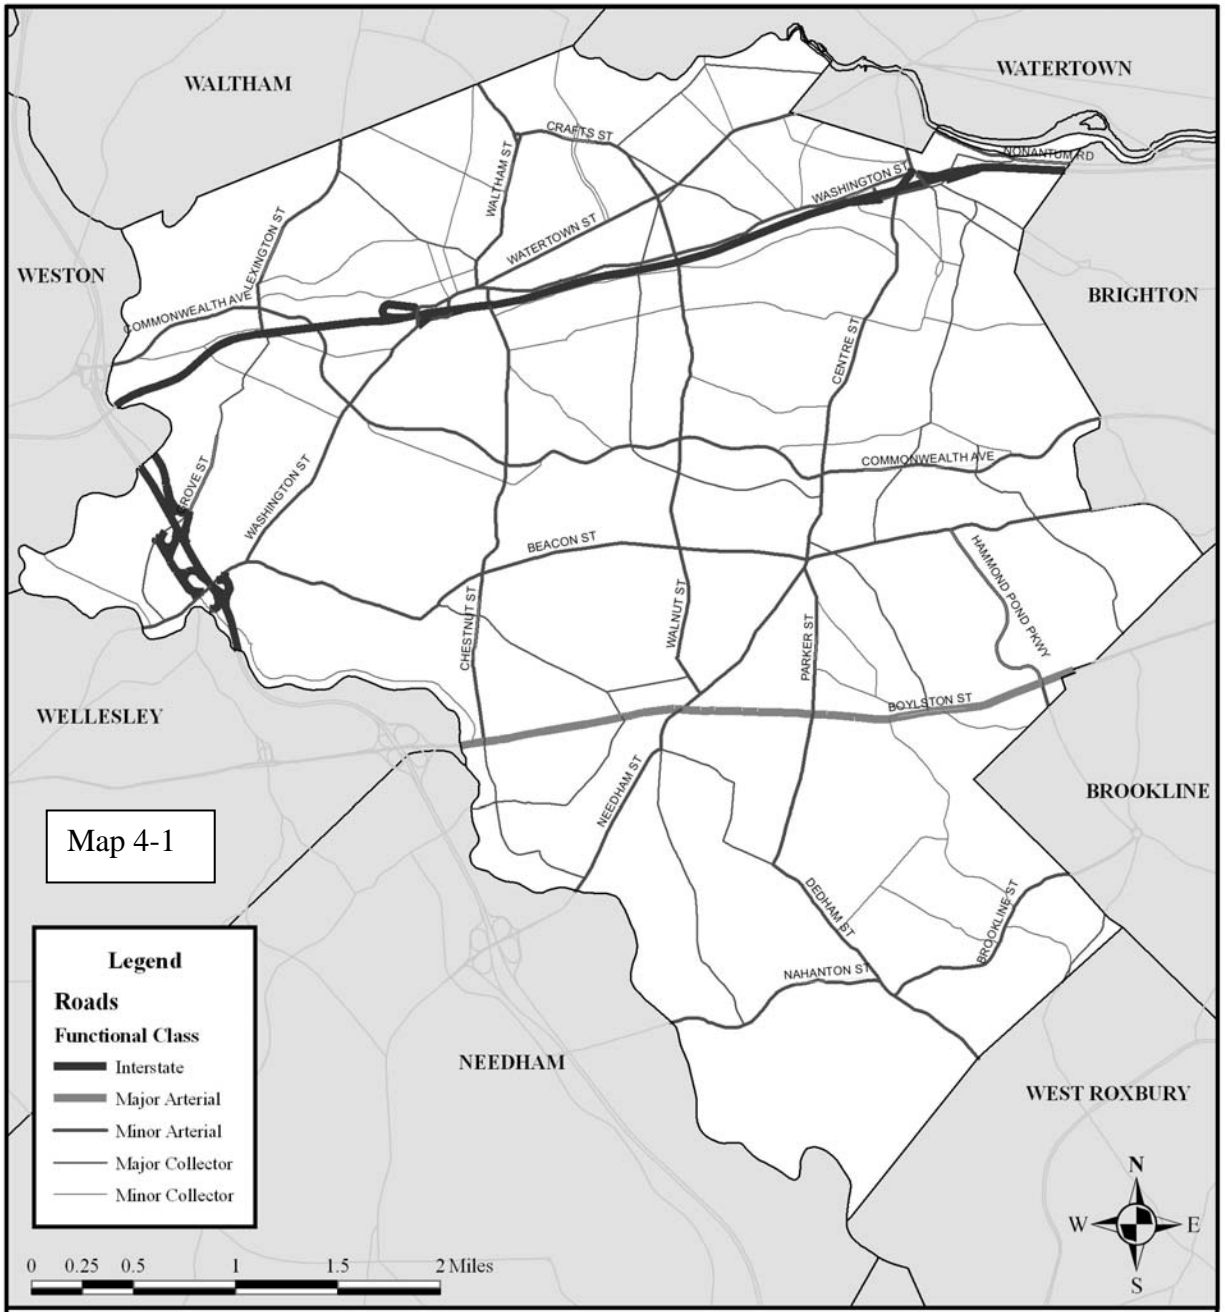 WALTHAM
WATERTOWN
CRAFTS ST
NONANTUM RD
WALTHAM ST
WASHINGTON ST
WATERTOWN ST
LEXINGTON ST
WESTON
BRIGHTON
COMMONWEALTH AVE
CENTRE ST
COMMONWEALTH AVE
GROVE ST
WASHINGTON ST
BEACON ST
HAMMOND POND PKWY
CHESTNUT ST
WALNUT ST
PARKER ST
BOYLSTON ST
WELLESLEY
NEEDHAM ST
BROOKLINE
Map 4-1
DEDHAM ST
BROOKLINE ST
NAHANTON ST
Legend
Roads
Functional Class
Interstate
Major Arterial
Minor Arterial
Major Collector
Minor Collector
NEEDHAM
WEST ROXBURY
N
W E
S
0 0.25 0.5 1 1.5 2 Miles